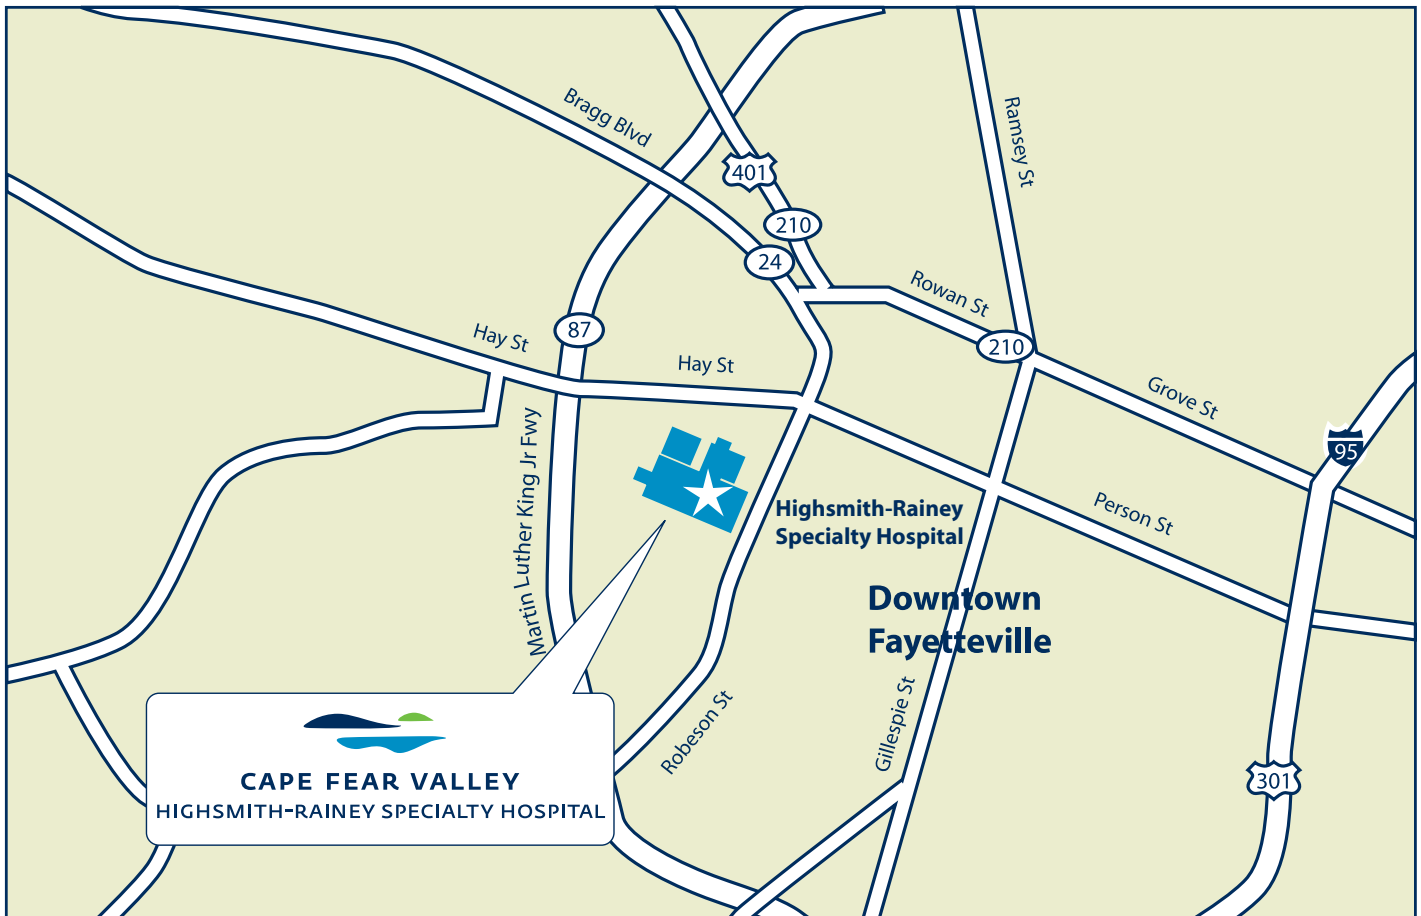 Bragg Blvd
Ramsey St
401
210
24
Rowan St
87
Hay St
Hay St
210
Grove St
95
Martin Luther King Jr Fwy
Highsmith-Rainey
Specialty Hospital
Person St
Downtown
Fayetteville
Robeson St
Gillespie St
301
CAPE FEAR VALLEY
HIGHSMITH-RAINEY SPECIALTY HOSPITAL